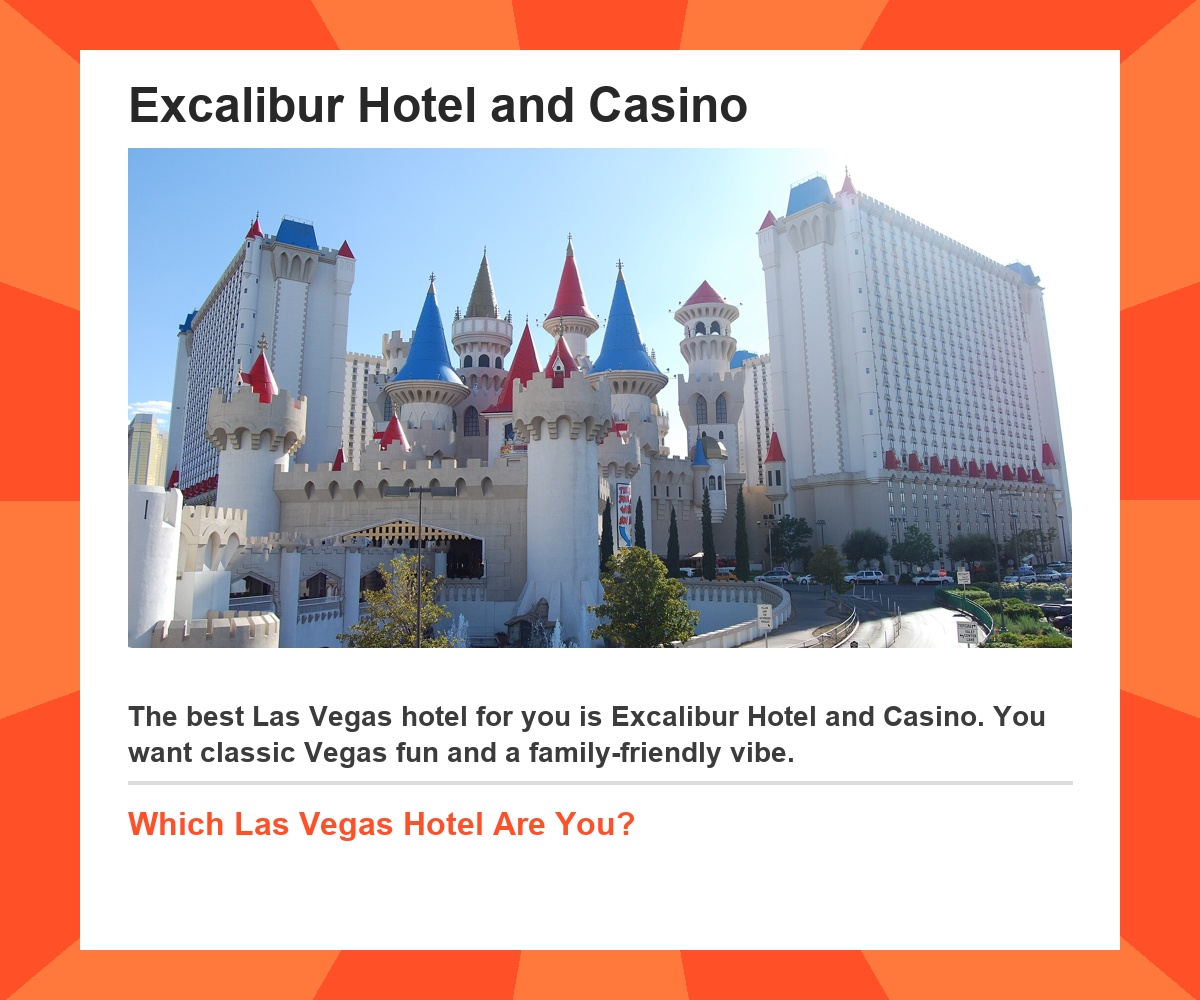 Excalibur Hotel and Casino
The best Las Vegas hotel for you is Excalibur Hotel and Casino. You
want classic Vegas fun and a family-friendly vibe.
Which Las Vegas Hotel Are You?